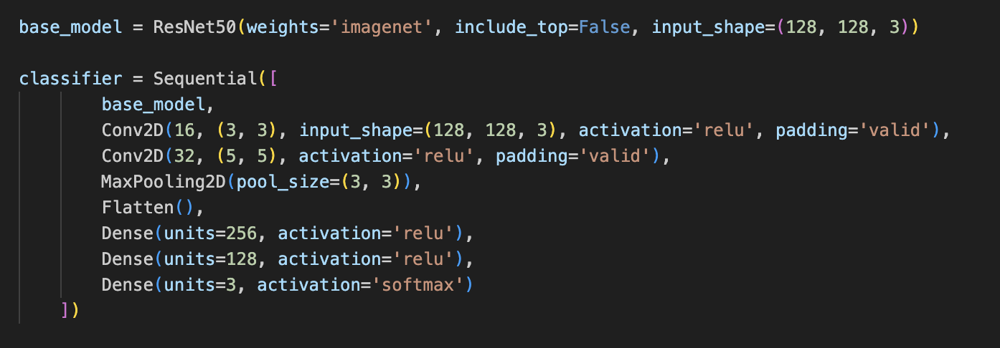 base_model = ResNet50(weights='imagenet', include_top=False, input_shape=(128, 128, 3))
classifier = Sequential([
base_model,
Conv2D(16, (3, 3), input_shape=(128, 128, 3), activation='relu', padding='valid'),
Conv2D(32, (5, 5), activation='relu', padding='valid'),
MaxPooling2D(pool_size=(3, 3)),
Flatten(),
Dense(units=256, activation='relu'),
Dense(units=128, activation='relu'),
Dense(units=3, activation='softmax')
])